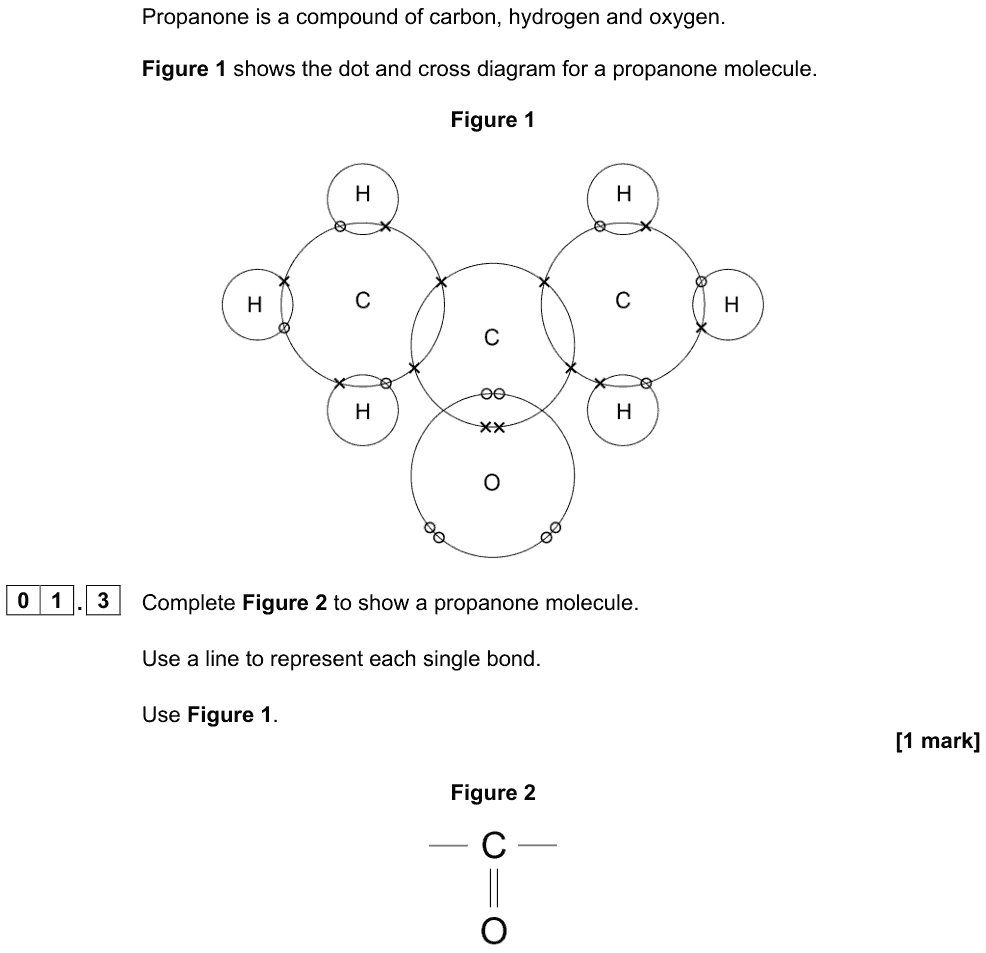 Propanone is a compound of carbon, hydrogen and oxygen.
Figure 1 shows the dot and cross diagram for a propanone molecule.
Figure 1
H H
H C C H
C
H H
O
0 1 . 3 Complete Figure 2 to show a propanone molecule.
Use a line to represent each single bond.
Use Figure 1.
[1 mark]
Figure 2
C
O